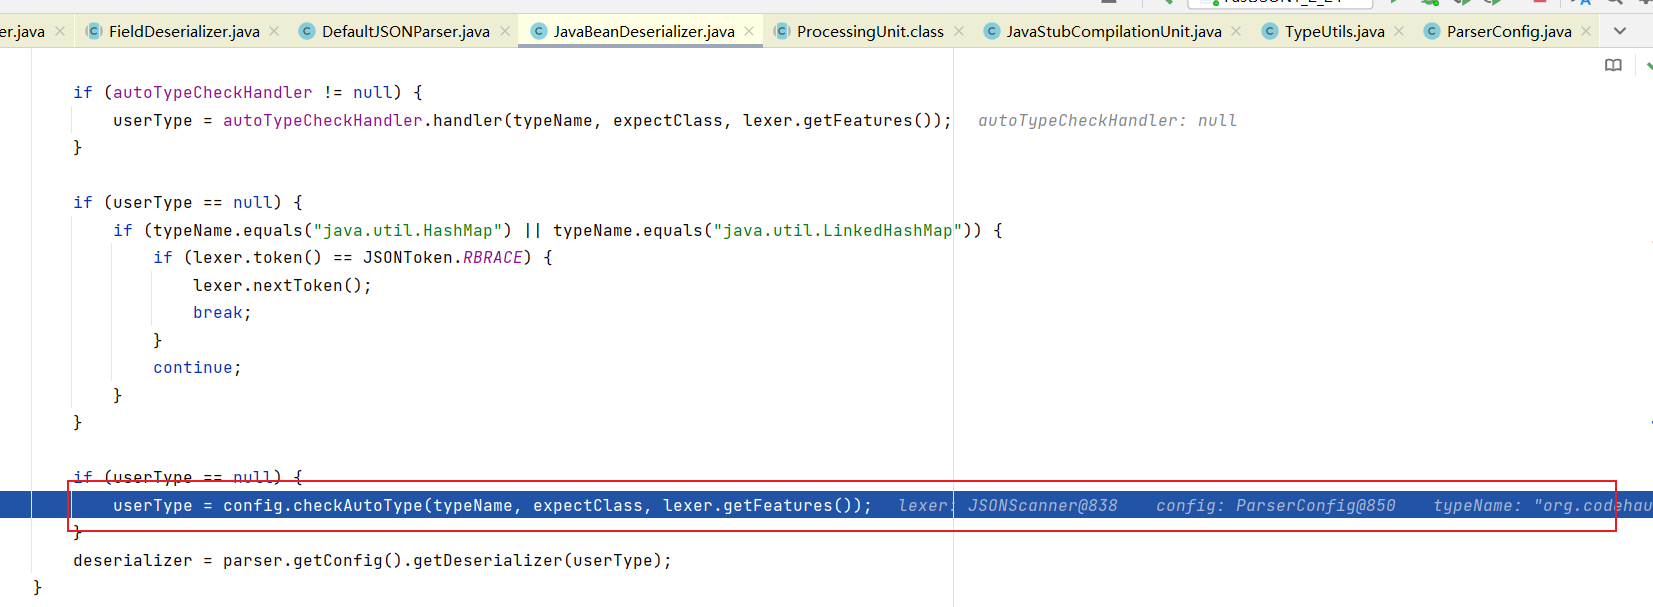 er.java FieldDeserializer.java DefaultJSONParser.java JavaBeanDeserializer.java ProcessingUnit.class JavaStubCompilationUnit.java TypeUtils.java ParserConfig.java
if (autoTypeCheckHandler != null) {
userType = autoTypeCheckHandler.handler(typeName, expectClass, lexer.getFeatures()); autoTypeCheckHandler: null
}
if (userType == null) {
if (typeName.equals("java.util.HashMap") || typeName.equals("java.util.LinkedHashMap")) {
if (lexer.token() == JSONToken.RBRACE) {
lexer.nextToken();
break;
}
continue;
}
}
if (userType == null) {
userType = config.checkAutoType(typeName, expectClass, lexer.getFeatures()); lexer: JSONScanner@838 config: ParserConfig@850 typeName: "org.codehau
}
deserializer = parser.getConfig().getDeserializer(userType);
}